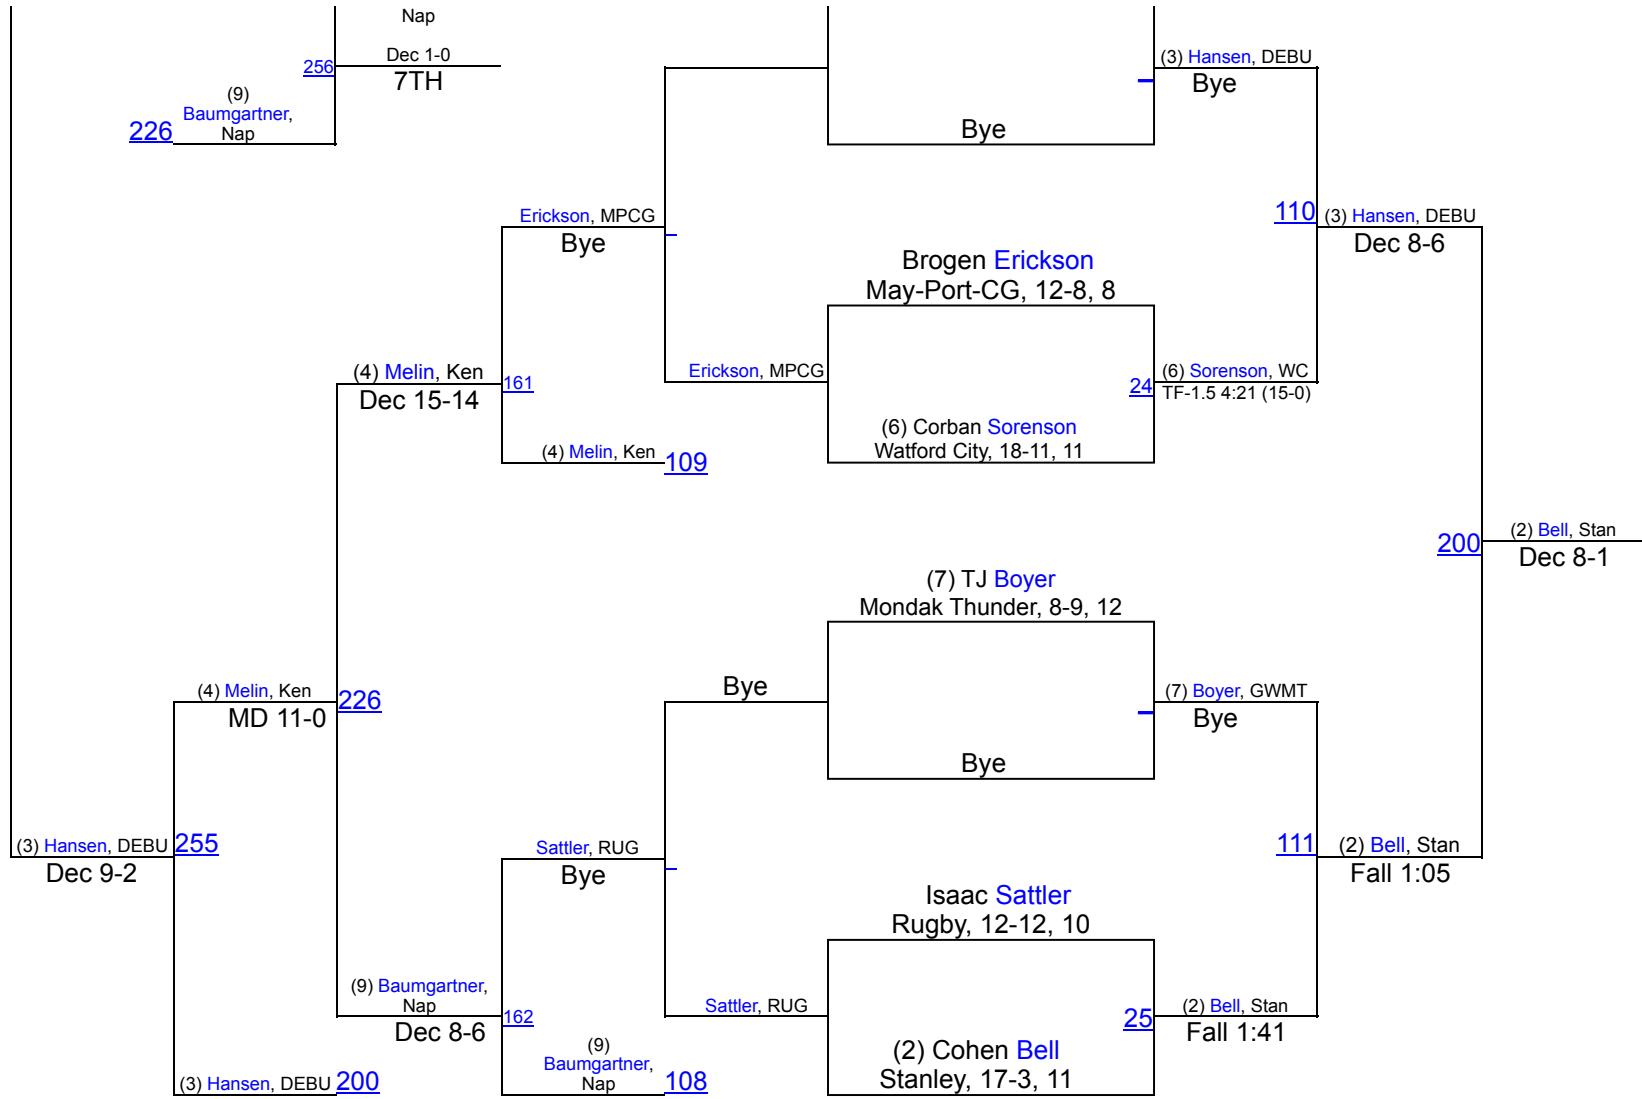 Nap
Dec 1-0
256
7TH
(9)
Baumgartner,
Nap
226
(3) Hansen, DEBU
Bye
Bye
Erickson, MPCG
Bye
110
(3) Hansen, DEBU
Dec 8-6
Brogen Erickson
May-Port-CG, 12-8, 8
(4) Melin, Ken
Dec 15-14
161
Erickson, MPCG
24
(6) Sorenson, WC
TF-1.5 4:21 (15-0)
(6) Corban Sorenson
Watford City, 18-11, 11
(4) Melin, Ken
109
200
(2) Bell, Stan
Dec 8-1
(7) TJ Boyer
Mondak Thunder, 8-9, 12
(4) Melin, Ken
MD 11-0
226
Bye
(7) Boyer, GWMT
Bye
Bye
(3) Hansen, DEBU
Dec 9-2
255
Sattler, RUG
Bye
111
(2) Bell, Stan
Fall 1:05
Isaac Sattler
Rugby, 12-12, 10
(9) Baumgartner,
Nap
Dec 8-6
162
Sattler, RUG
25
(2) Bell, Stan
Fall 1:41
(2) Cohen Bell
Stanley, 17-3, 11
(9)
Baumgartner,
Nap
108
(3) Hansen, DEBU
200